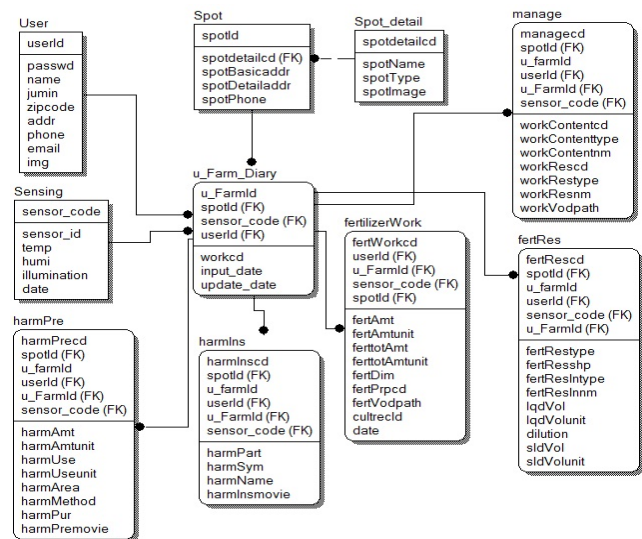 User
userId
passwd
name
jumin
zipcode
addr
phone
email
img
Spot
spotId
spotdetailcd (FK)
spotBasicaddr
spotDetailaddr
spotPhone
Spot_detail
spotdetailcd
spotName
spotType
spotImage
manage
managecd
spotId (FK)
u_farmId
userId (FK)
u_FarmId (FK)
sensor_code (FK)
workContentcd
workContenttype
workContentnm
workRescd
workRestype
workResnm
workVodpath
Sensing
sensor_code
sensor_id
temp
humi
illumination
date
u_Farm_Diary
u_FarmId
spotId (FK)
sensor_code (FK)
userId (FK)
workcd
input_date
update_date
fertilizerWork
fertWorkcd
userId (FK)
u_FarmId (FK)
sensor_code (FK)
spotId (FK)
fertAmt
fertAmtunit
ferttotAmt
ferttotAmtunit
fertDim
fertPrpcd
fertVodpath
cultrecId
date
fertRes
fertRescd
spotId (FK)
u_farmId
userId (FK)
sensor_code (FK)
u_FarmId (FK)
fertRestype
fertResshp
fertResIntype
fertResInnm
lqdVol
lqdVolunit
dilution
sldVol
sldVolunit
harmPre
harmPrecd
spotId (FK)
u_farmId
userId (FK)
u_FarmId (FK)
sensor_code (FK)
harmAmt
harmAmtunit
harmUse
harmUseunit
harmArea
harmMethod
harmPur
harmPremovie
harmIns
harmInscd
spotId (FK)
u_farmId
userId (FK)
u_FarmId (FK)
sensor_code (FK)
harmPart
harmSym
harmName
harmInsmovie